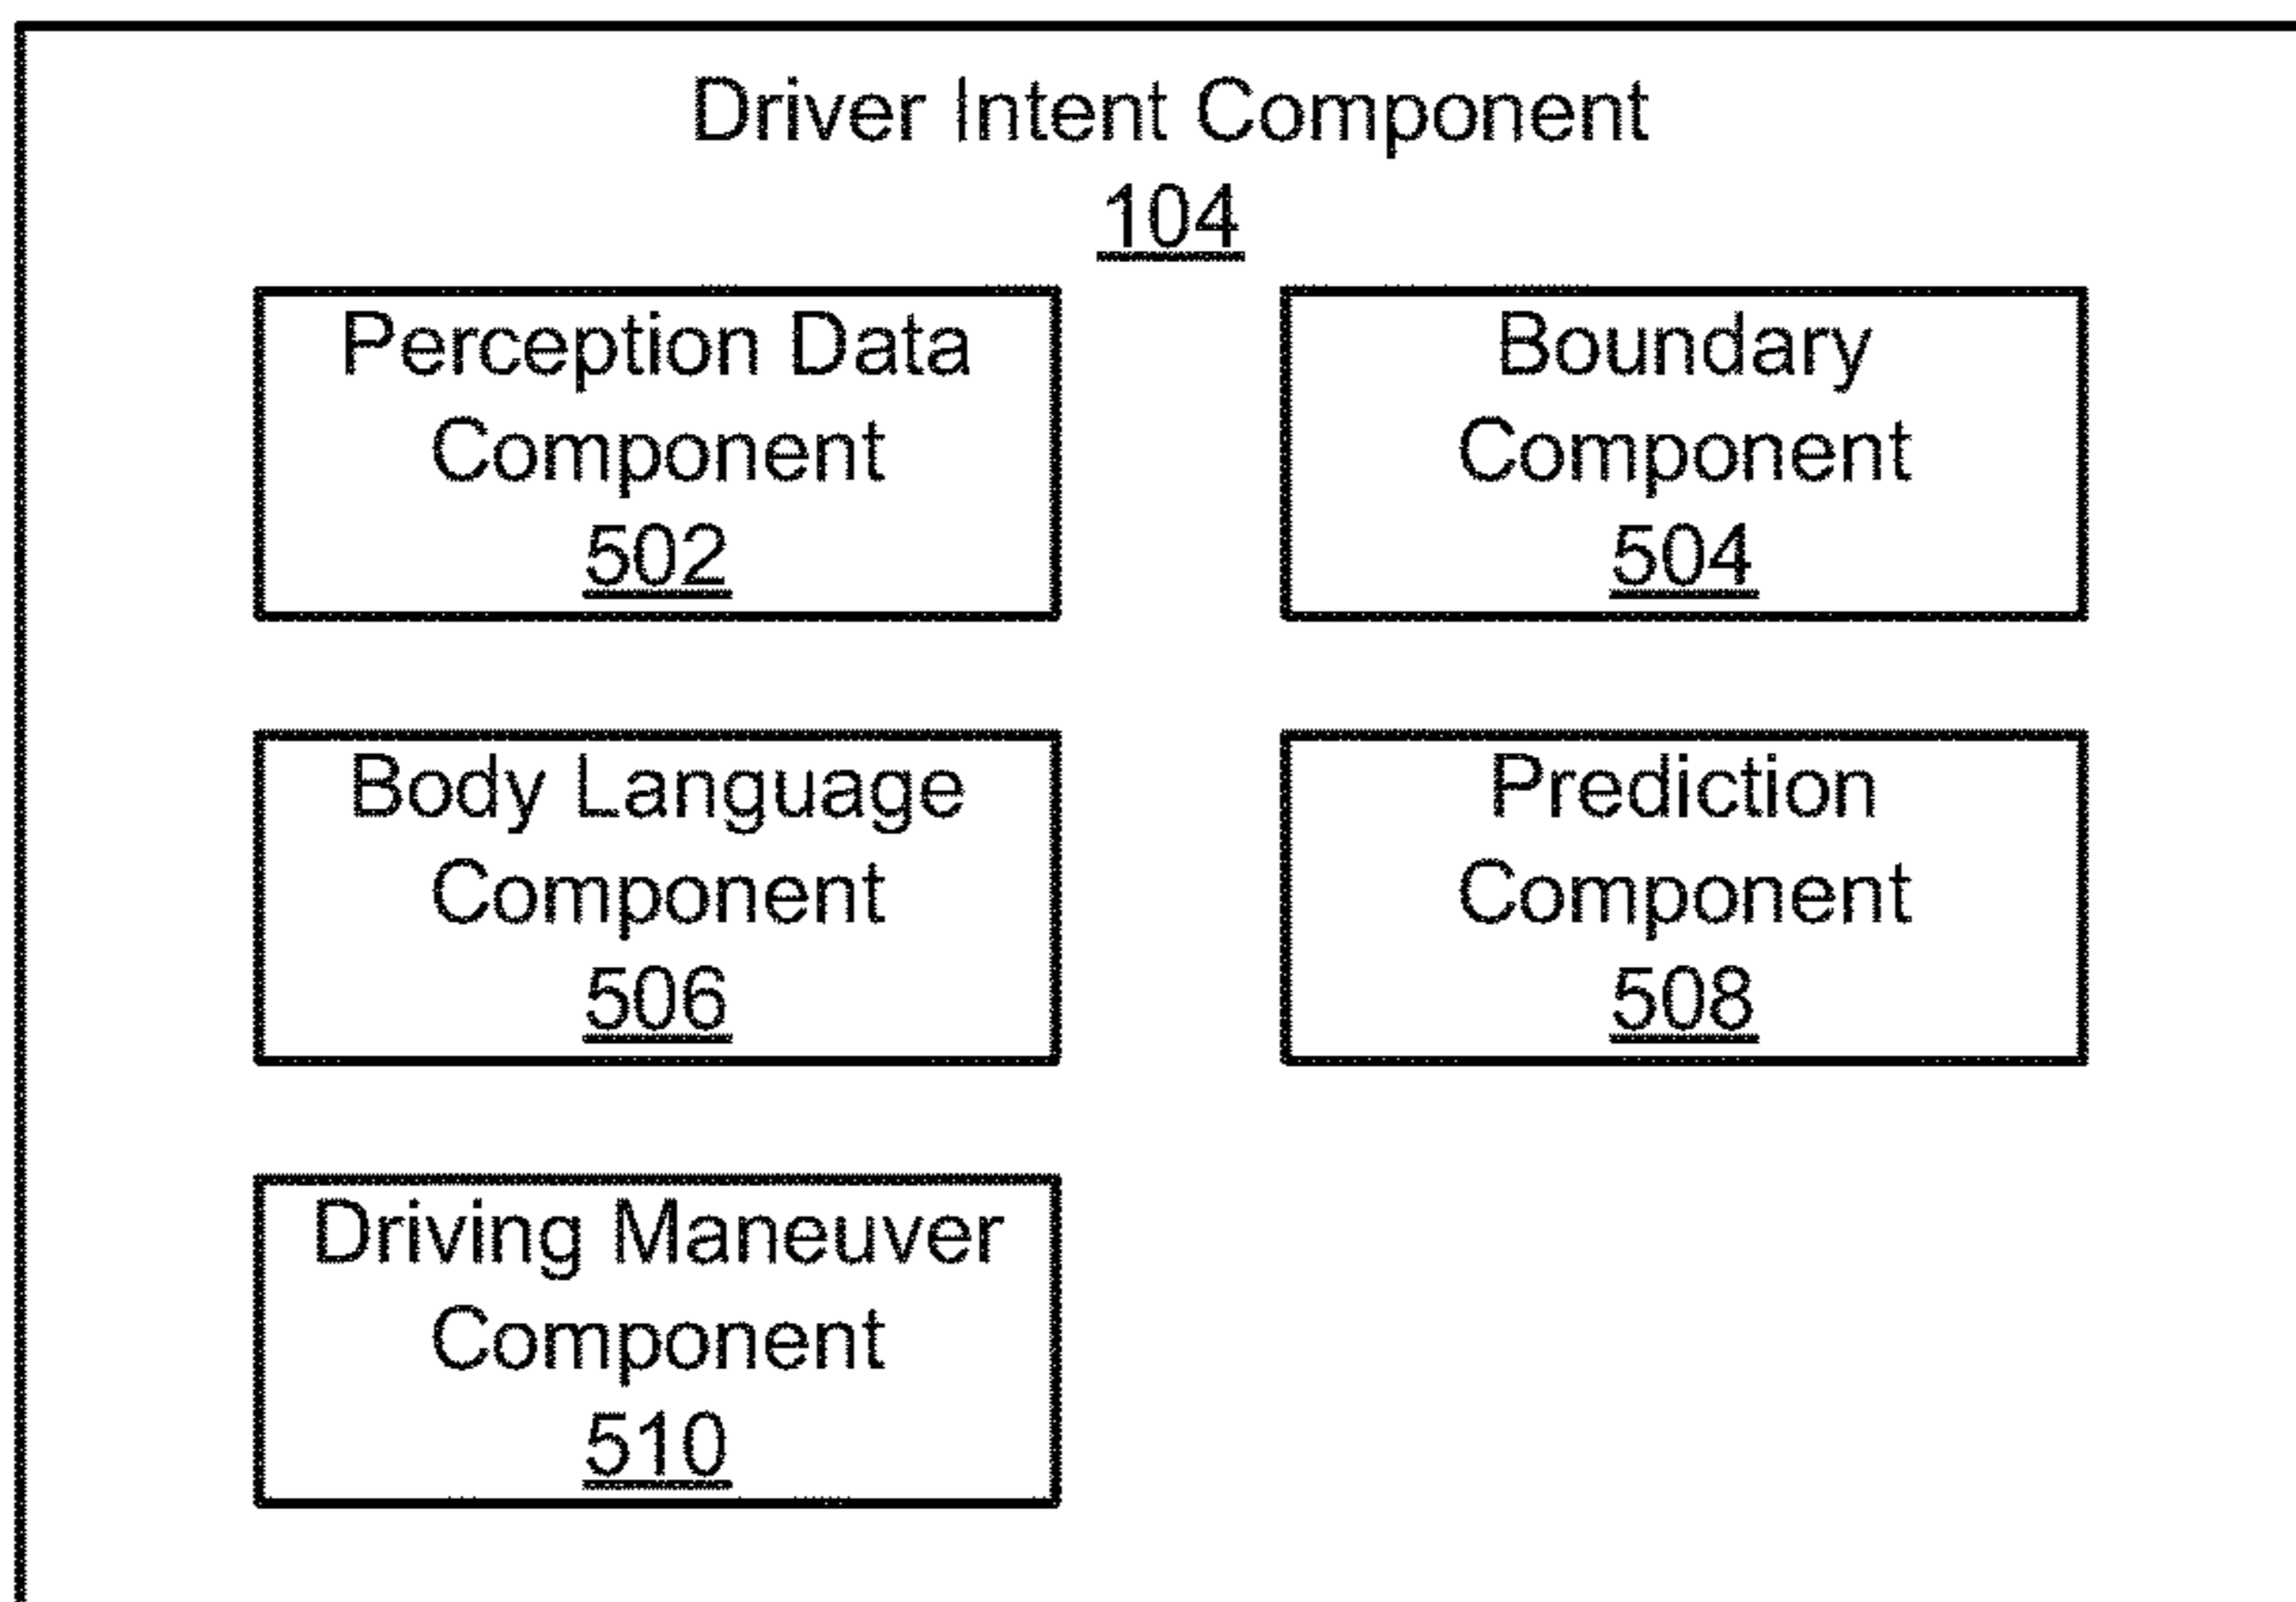 Driver Intent Component
104
Perception Data
Component
502
Boundary
Component
504
Body Language
Component
506
Prediction
Component
508
Driving Maneuver
Component
510